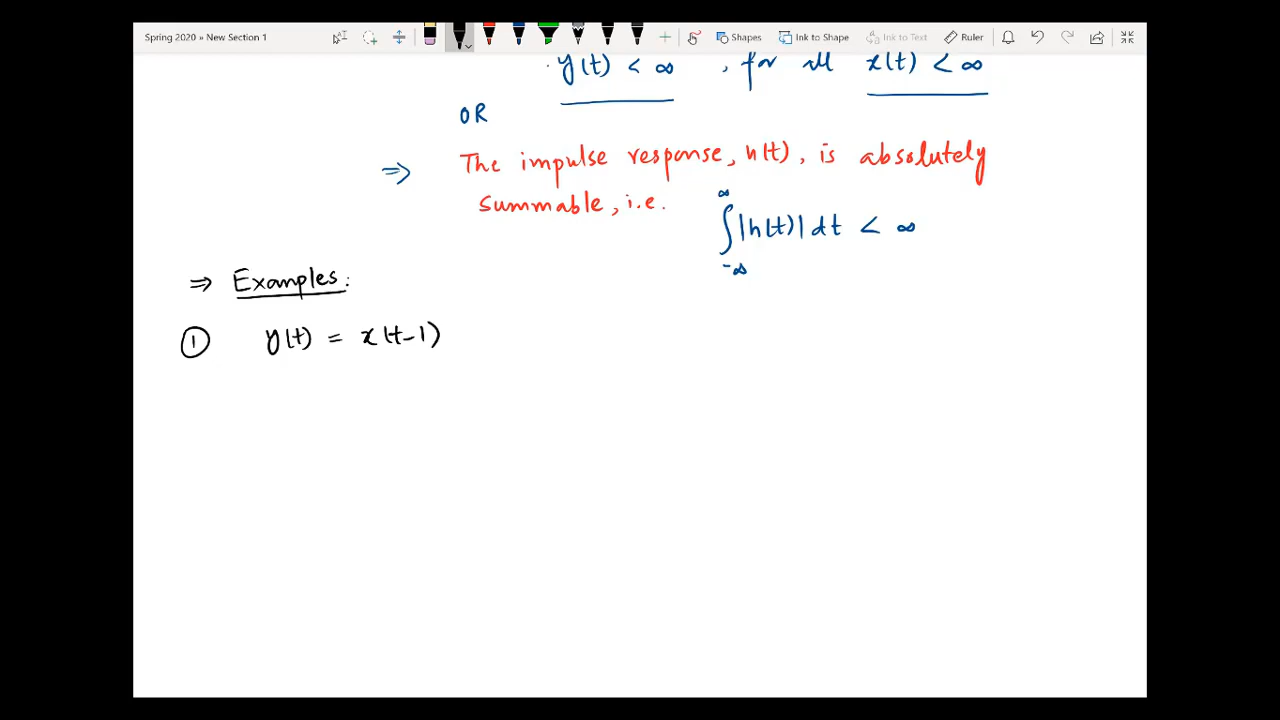 Spring 2020 » New Section 1 Shapes Ink to Shape Ink to Text Ruler
y(t) < ∞ , for all x(t) < ∞
OR
⇒ The impulse response, h(t), is absolutely
summable, i.e.
∫_{-∞}^{∞} |h(t)| dt < ∞
⇒ Examples:
① y(t) = x(t-1)